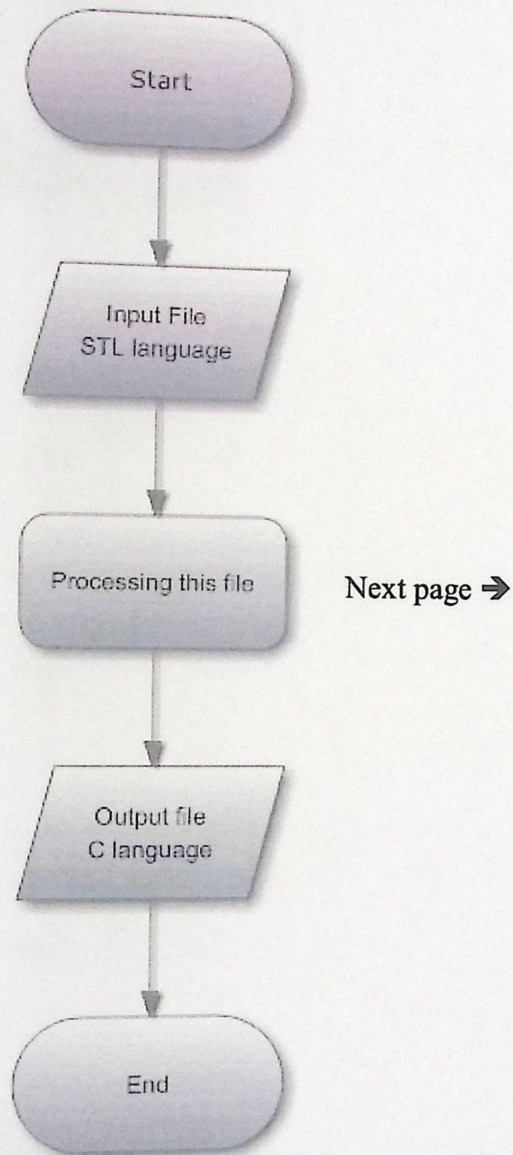 Start
Input File
STL language
Processing this file
Next page ➔
Output file
C language
End